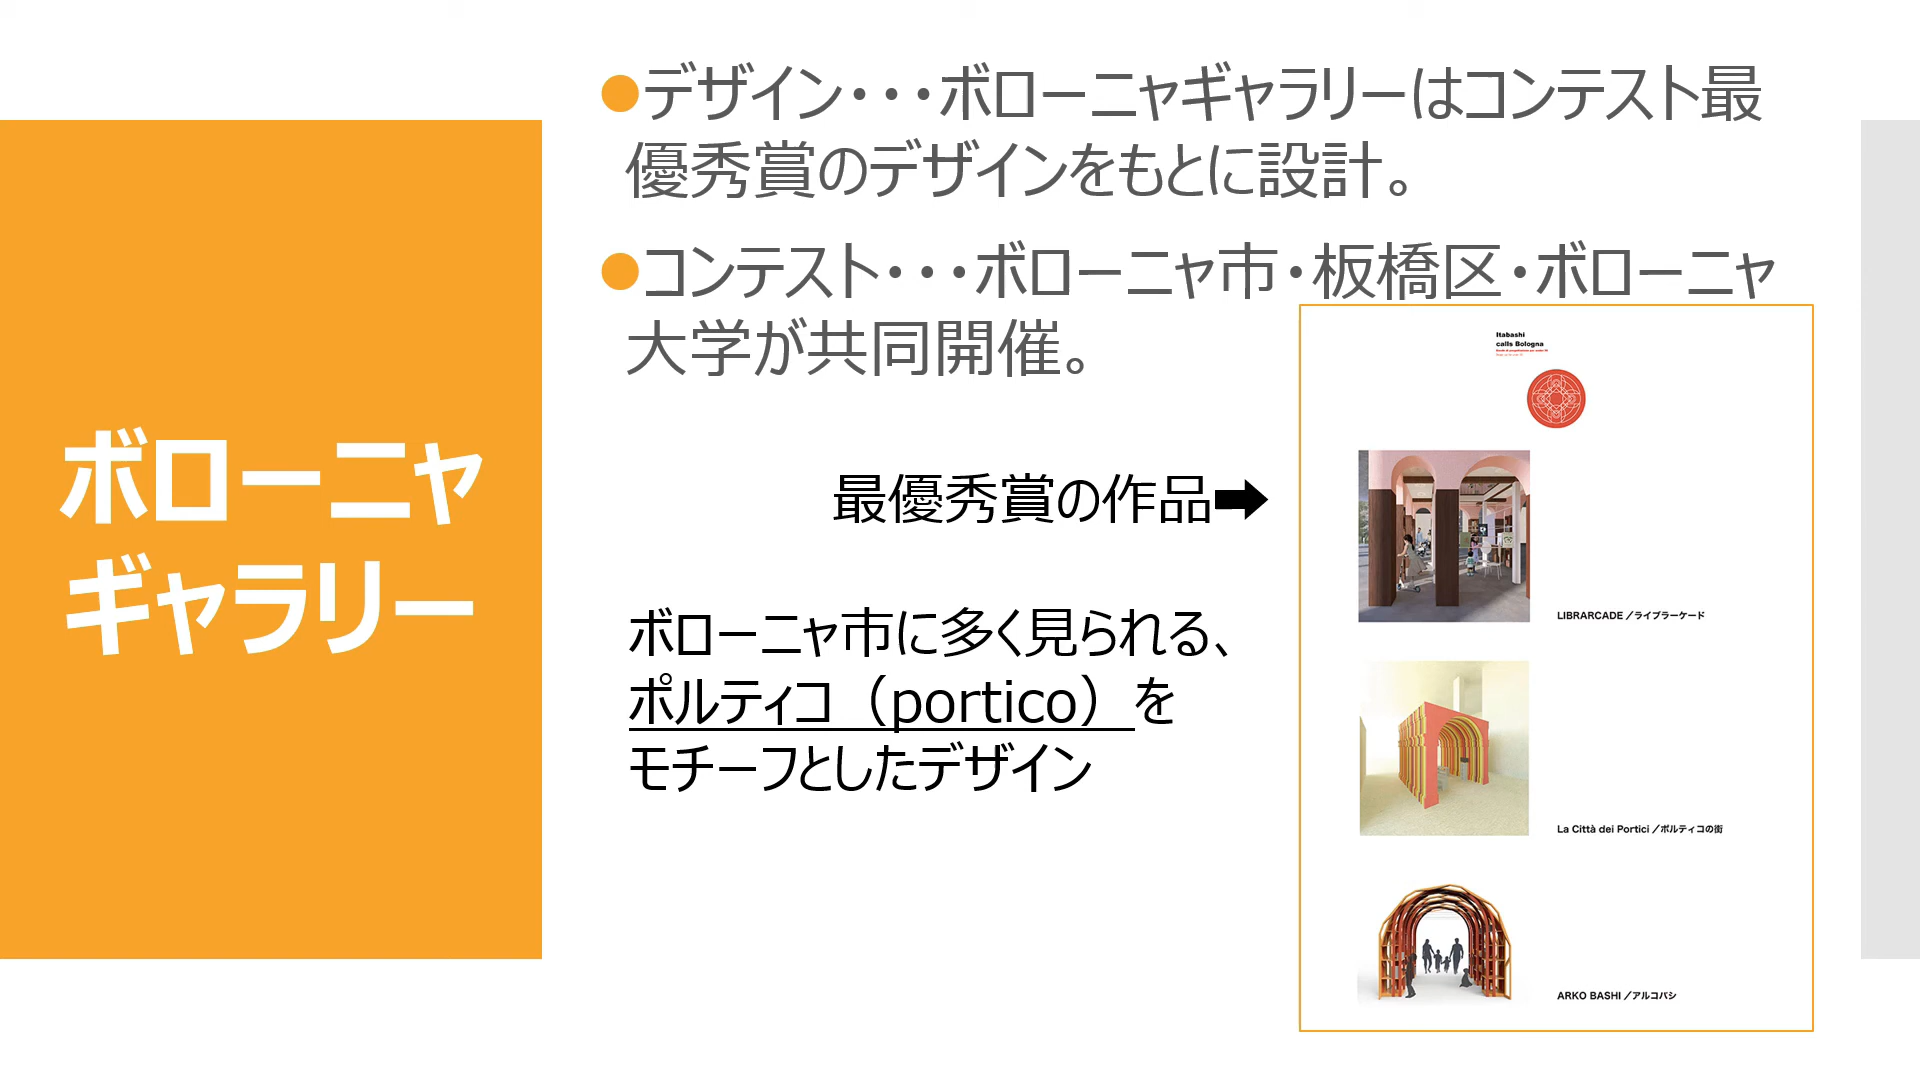 ボローニャ
ギャラリー
●デザイン・・・ボローニャギャラリーはコンテスト最
優秀賞のデザインをもとに設計。
●コンテスト・・・ボローニャ市・板橋区・ボローニャ
大学が共同開催。
最優秀賞の作品➡
ボローニャ市に多く見られる、
ポルティコ（portico）を
モチーフとしたデザイン
Itabashi
calls Bologna
LIBRARCADE／ライブラーケード
La Città dei Portici／ポルティコの街
ARKO BASHI／アルコバシ